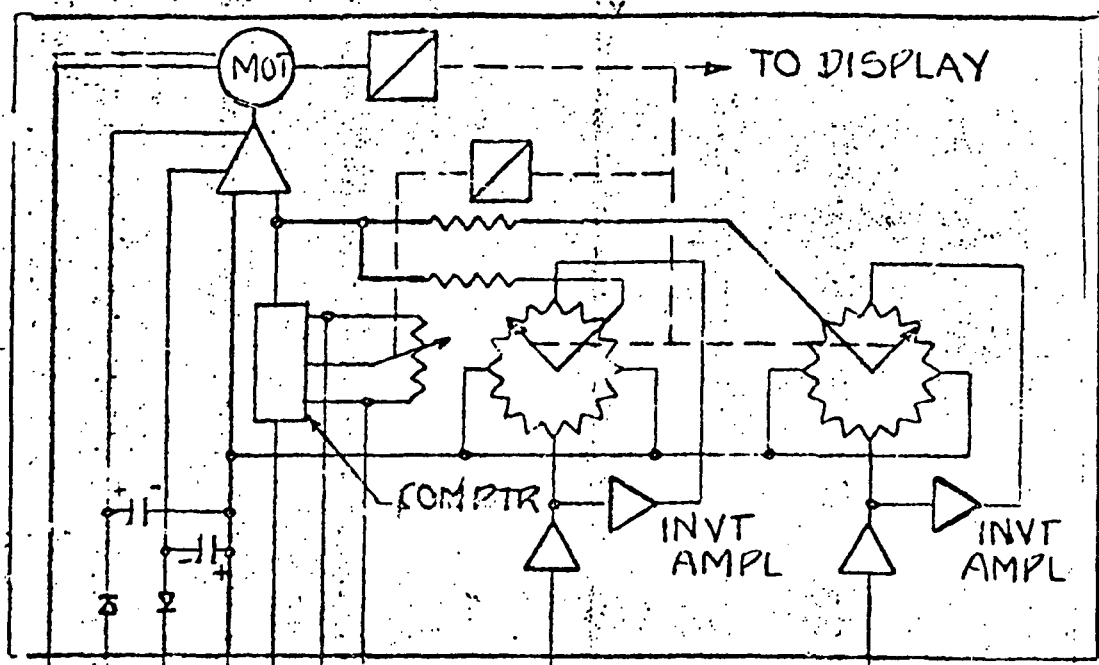 MOT
TO DISPLAY
COMPTR
INVT
AMPL
INVT
AMPL